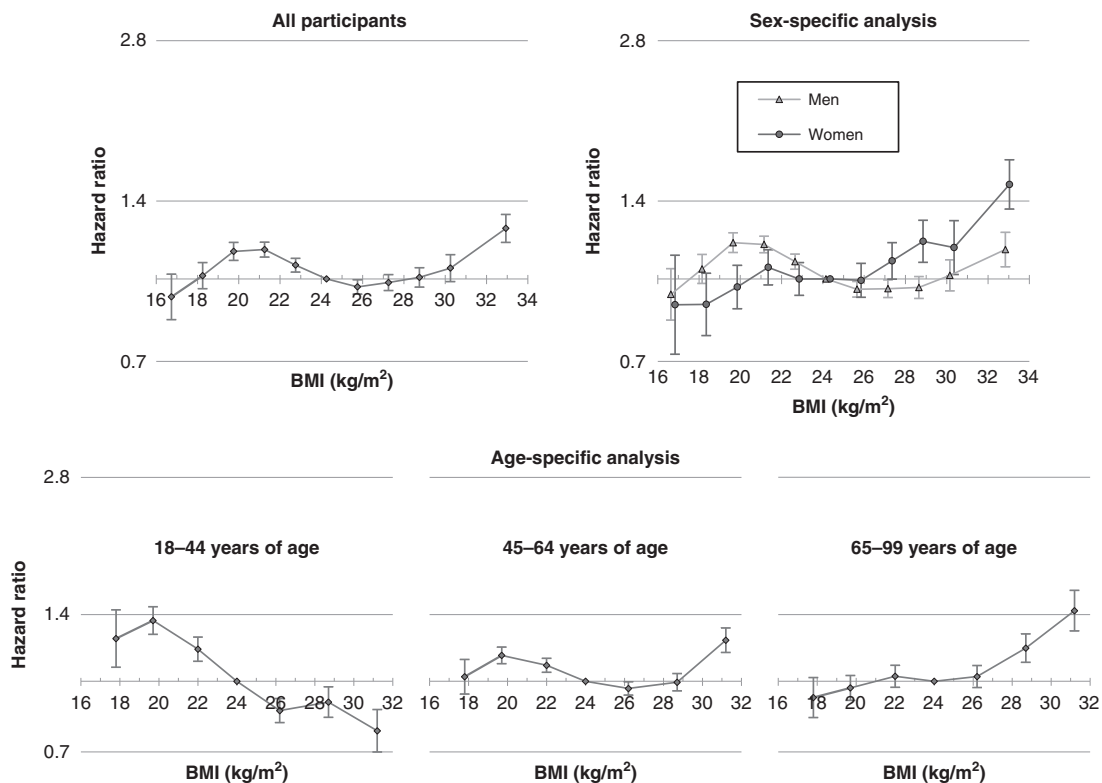 All participants
2.8
1.4
0.7
Hazard ratio
16 18 20 22 24 26 28 30 32 34
BMI (kg/m²)
Sex-specific analysis
2.8
Men
Women
1.4
0.7
Hazard ratio
16 18 20 22 24 26 28 30 32 34
BMI (kg/m²)
Age-specific analysis
2.8
18–44 years of age
45–64 years of age
65–99 years of age
1.4
Hazard ratio
16 18 20 22 24 26 28 30 32
16 18 20 22 24 26 28 30 32
16 18 20 22 24 26 28 30 32
0.7
BMI (kg/m²)
BMI (kg/m²)
BMI (kg/m²)